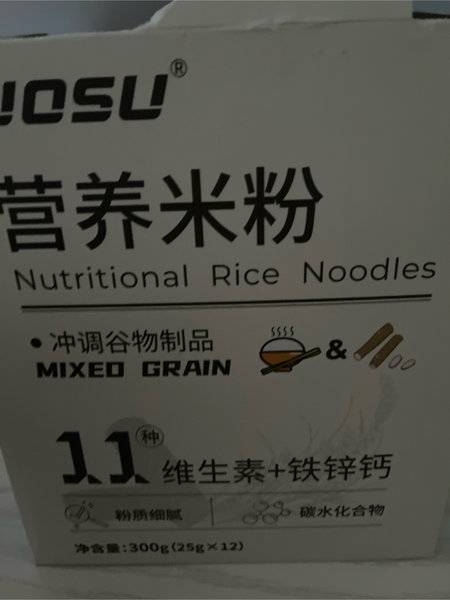 UOSU®
营养米粉
Nutritional Rice Noodles
• 冲调谷物制品
MIXED GRAIN
&
11种 维生素+铁锌钙
粉质细腻
碳水化合物
净含量:300g(25g×12)